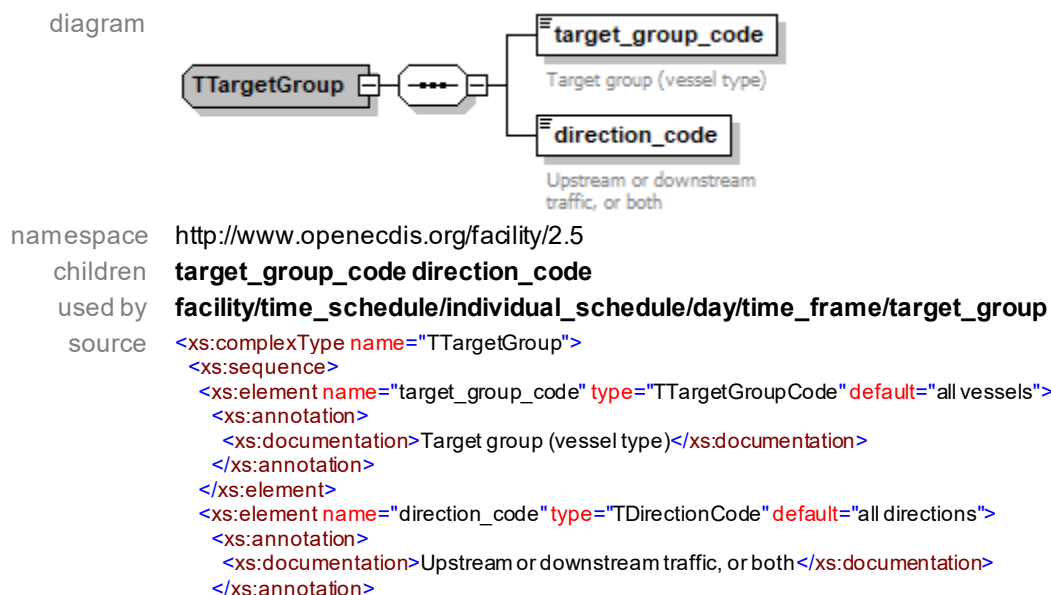 diagram
TTargetGroup
target_group_code
Target group (vessel type)
direction_code
Upstream or downstream
traffic, or both
namespace http://www.openecdis.org/facility/2.5
children target_group_code direction_code
used by facility/time_schedule/individual_schedule/day/time_frame/target_group
source <xs:complexType name="TTargetGroup">
<xs:sequence>
<xs:element name="target_group_code" type="TTargetGroupCode" default="all vessels">
<xs:annotation>
<xs:documentation>Target group (vessel type)</xs:documentation>
</xs:annotation>
</xs:element>
<xs:element name="direction_code" type="TDirectionCode" default="all directions">
<xs:annotation>
<xs:documentation>Upstream or downstream traffic, or both</xs:documentation>
</xs:annotation>